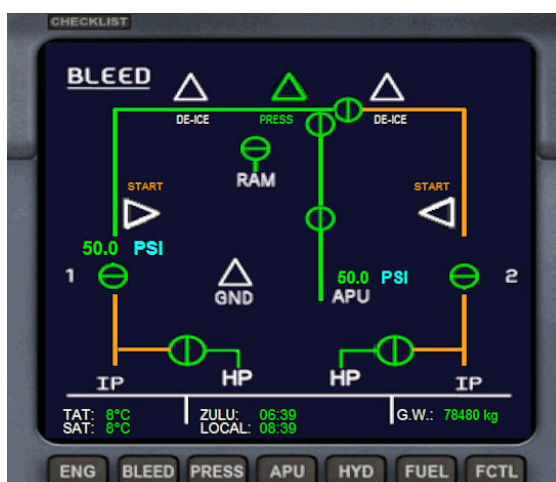 CHECKLIST
BLEED
DE-ICE PRESS DE-ICE
RAM
START START
50.0 PSI
1 GND 50.0 PSI 2
APU
IP HP HP IP
TAT: 8°C ZULU: 06:39 G.W.: 78480 kg
SAT: 8°C LOCAL: 08:39
ENG BLEED PRESS APU HYD FUEL FCTL